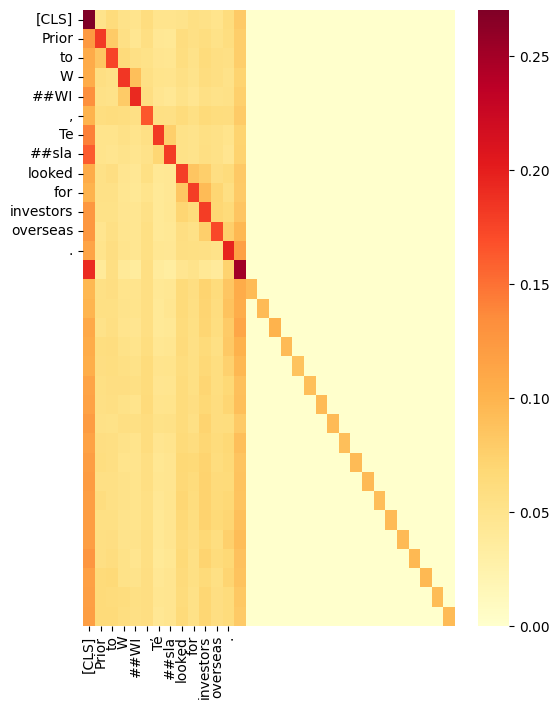 [CLS]
Prior
to
W
##WI
,
Te
##sla
looked
for
investors
overseas
.
0.25
0.20
0.15
0.10
0.05
0.00
[CLS]
Prior
to
W
##WI
,
Te
##sla
looked
for
investors
overseas
.